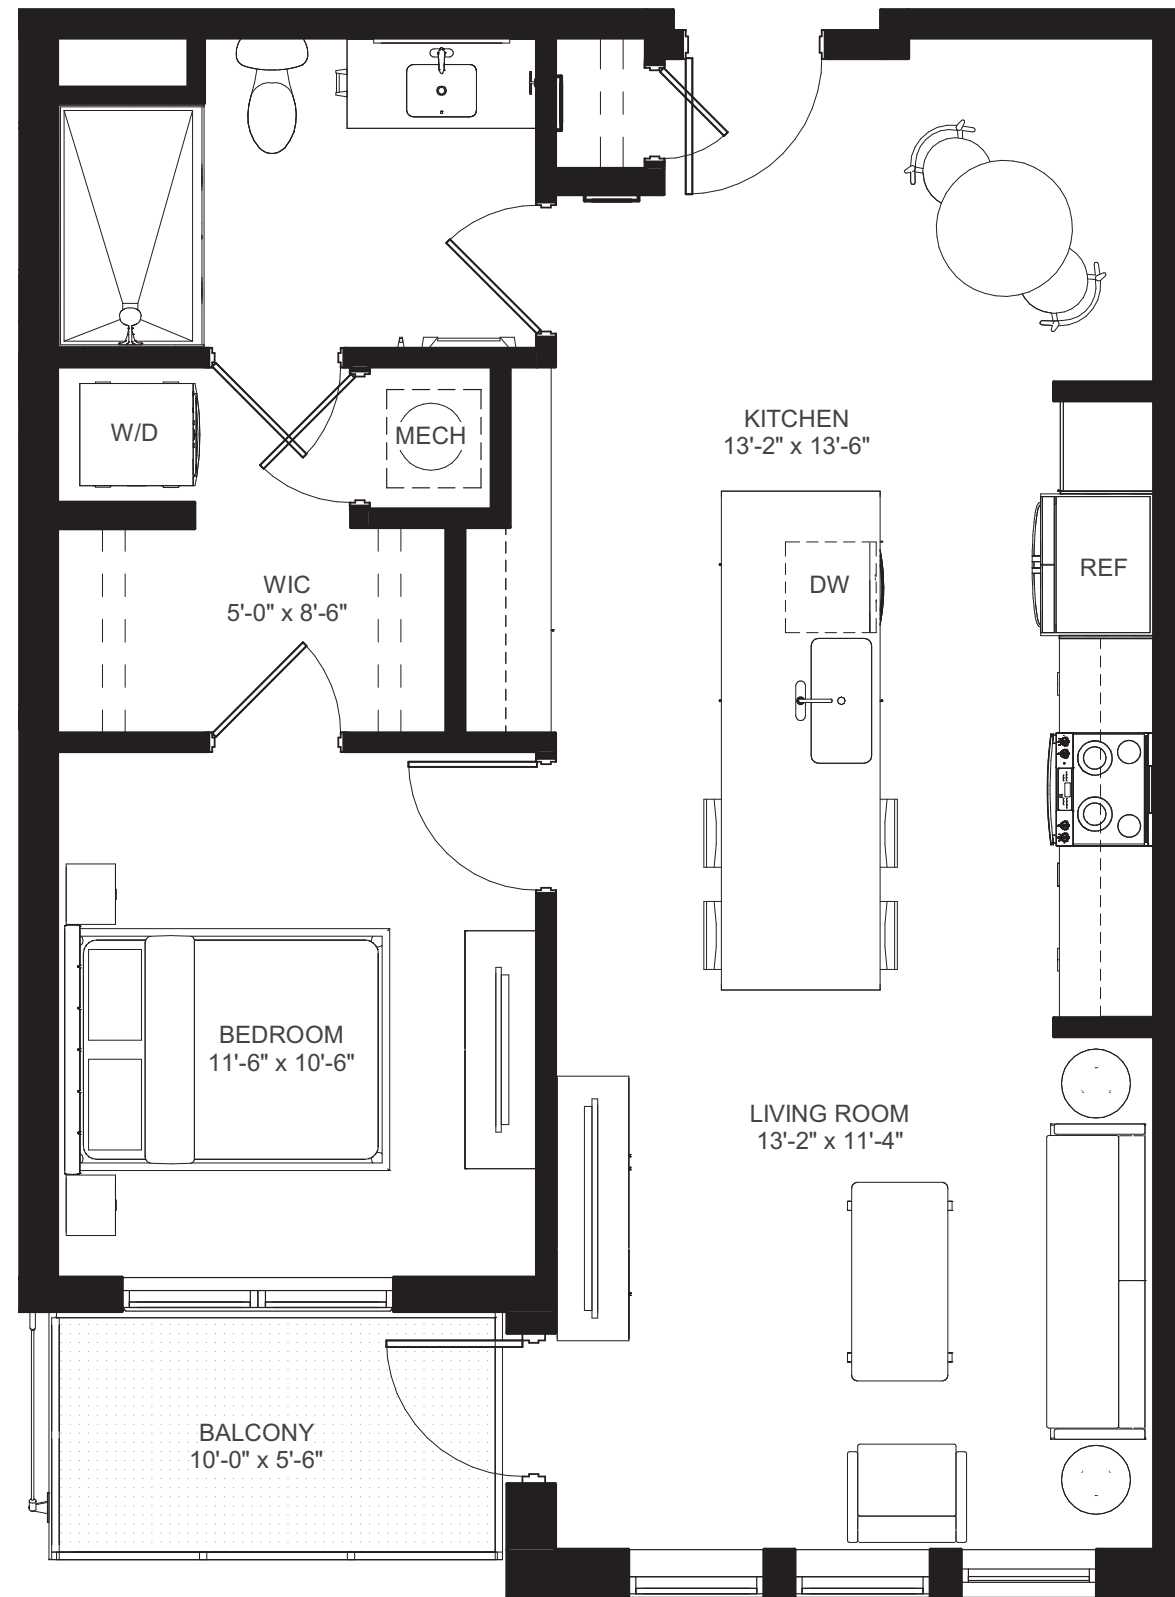 W/D
MECH
KITCHEN
13'-2" x 13'-6"
DW
REF
WIC
5'-0" x 8'-6"
BEDROOM
11'-6" x 10'-6"
LIVING ROOM
13'-2" x 11'-4"
BALCONY
10'-0" x 5'-6"